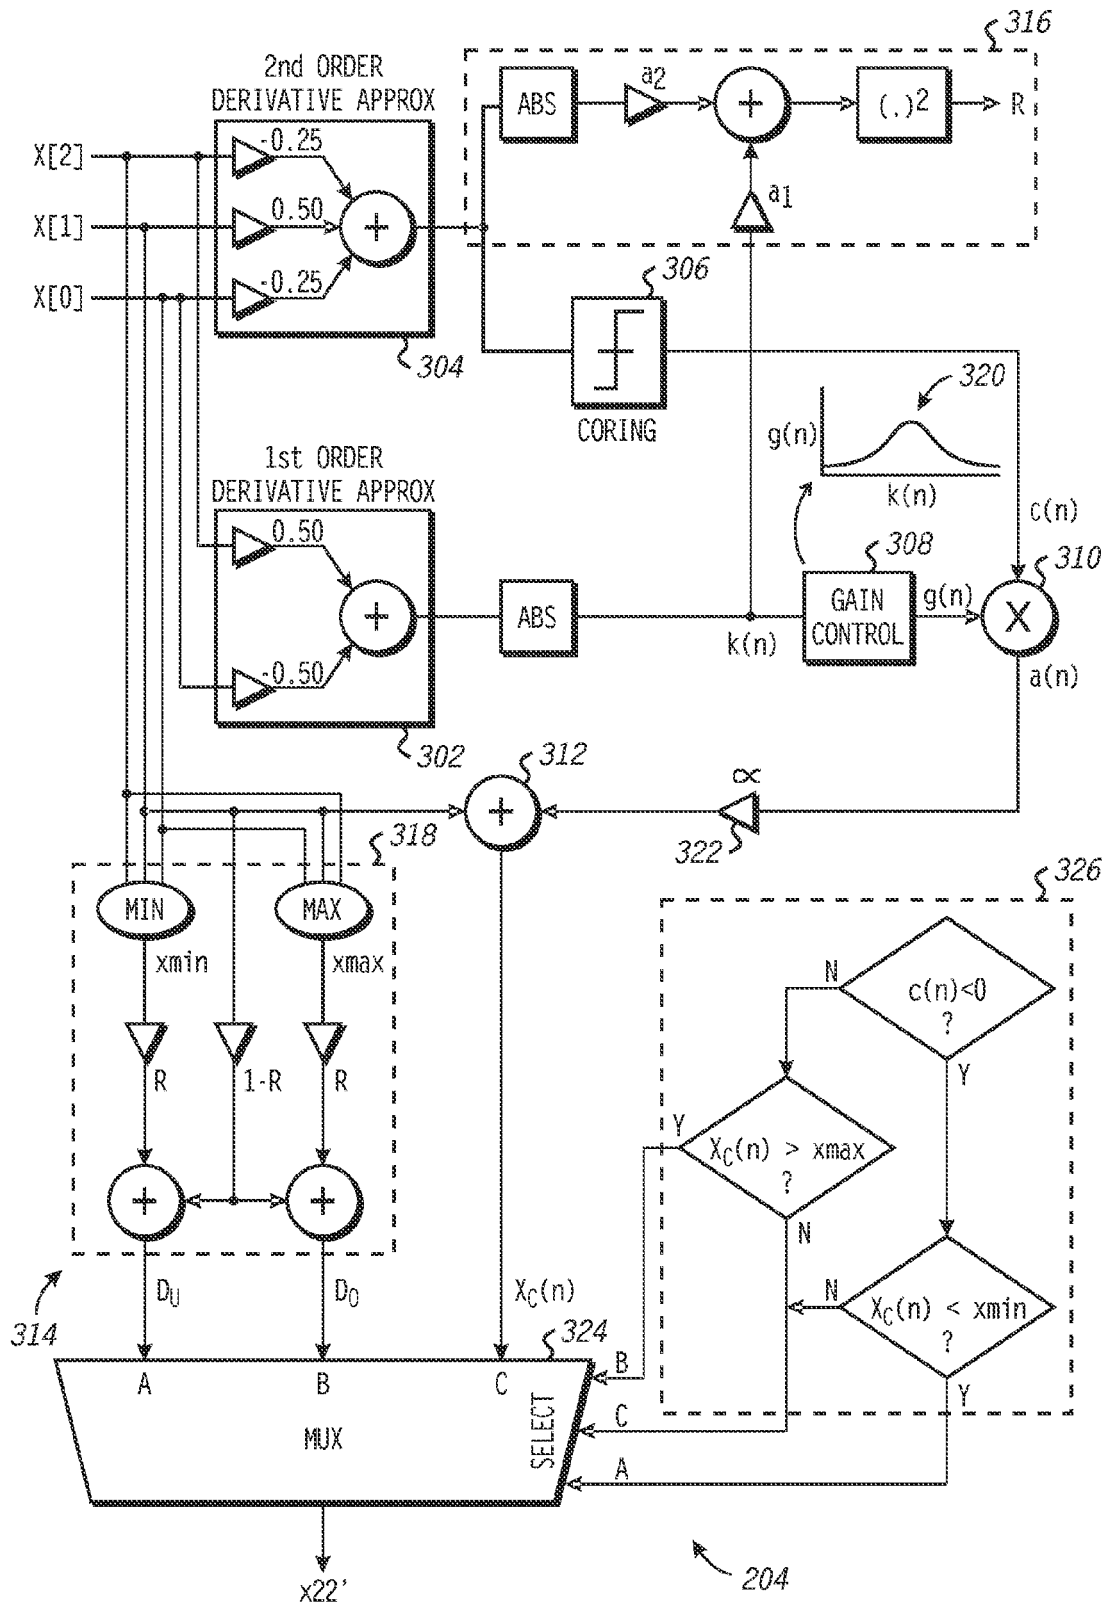 316
2nd ORDER
DERIVATIVE APPROX
X[2]
X[1]
X[0]
-0.25
0.50
-0.25
+
304
ABS
a2
+
(.)2
R
a1
306
CORING
320
g(n)
k(n)
c(n)
1st ORDER
DERIVATIVE APPROX
0.50
-0.50
+
302
ABS
k(n)
308
GAIN
CONTROL
g(n)
310
X
a(n)
312
+
∝
322
318
MIN
MAX
xmin
xmax
R
1-R
R
+
+
DU
DO
XC(n)
314
324
A
B
C
MUX
SELECT
x22'
326
c(n)<0
?
N
Y
XC(n) > xmax
?
Y
N
XC(n) < xmin
?
N
Y
B
C
A
204